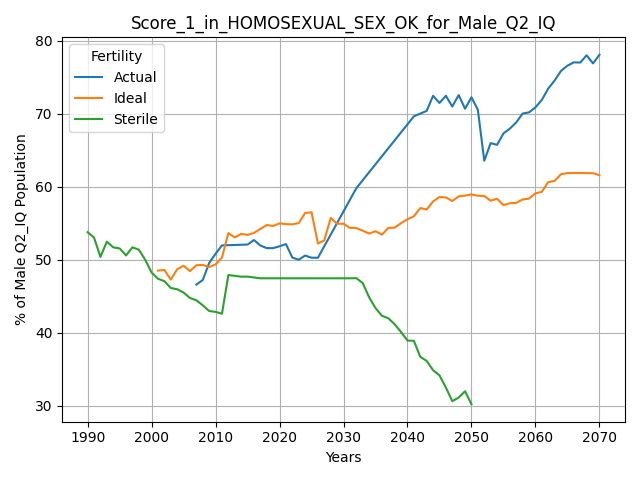 Score_1_in_HOMOSEXUAL_SEX_OK_for_Male_Q2_IQ
Fertility
Actual
Ideal
Sterile
% of Male Q2_IQ Population
80
70
60
50
40
30
1990 2000 2010 2020 2030 2040 2050 2060 2070
Years